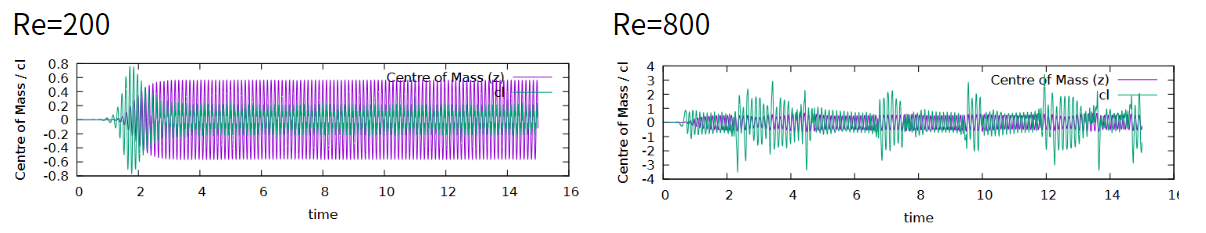 Re=200
Centre of Mass / cl
0.8
0.6
0.4
0.2
0
-0.2
-0.4
-0.6
-0.8
Centre of Mass (z)
cl
0 2 4 6 8 10 12 14 16
time
Re=800
Centre of Mass / cl
4
3
2
1
0
-1
-2
-3
-4
Centre of Mass (z)
cl
0 2 4 6 8 10 12 14 16
time